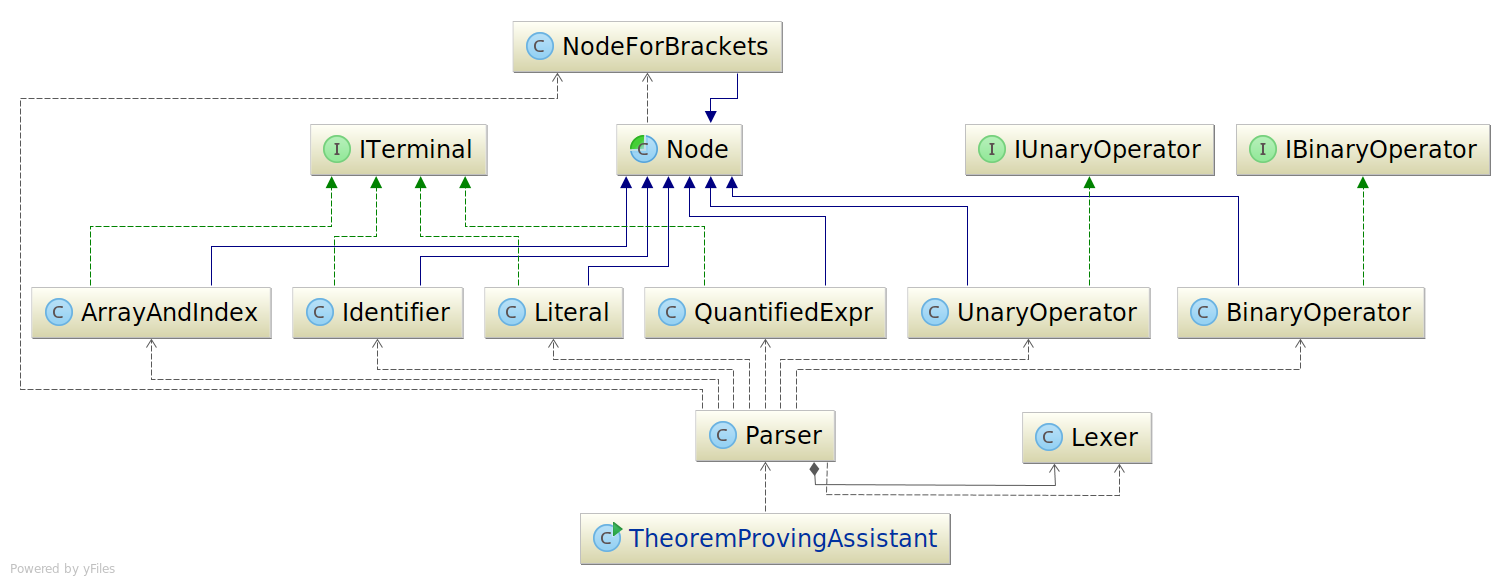 NodeForBrackets
ITerminal
Node
IUnaryOperator
IBinaryOperator
ArrayAndIndex
Identifier
Literal
QuantifiedExpr
UnaryOperator
BinaryOperator
Parser
Lexer
TheoremProvingAssistant
Powered by yFiles